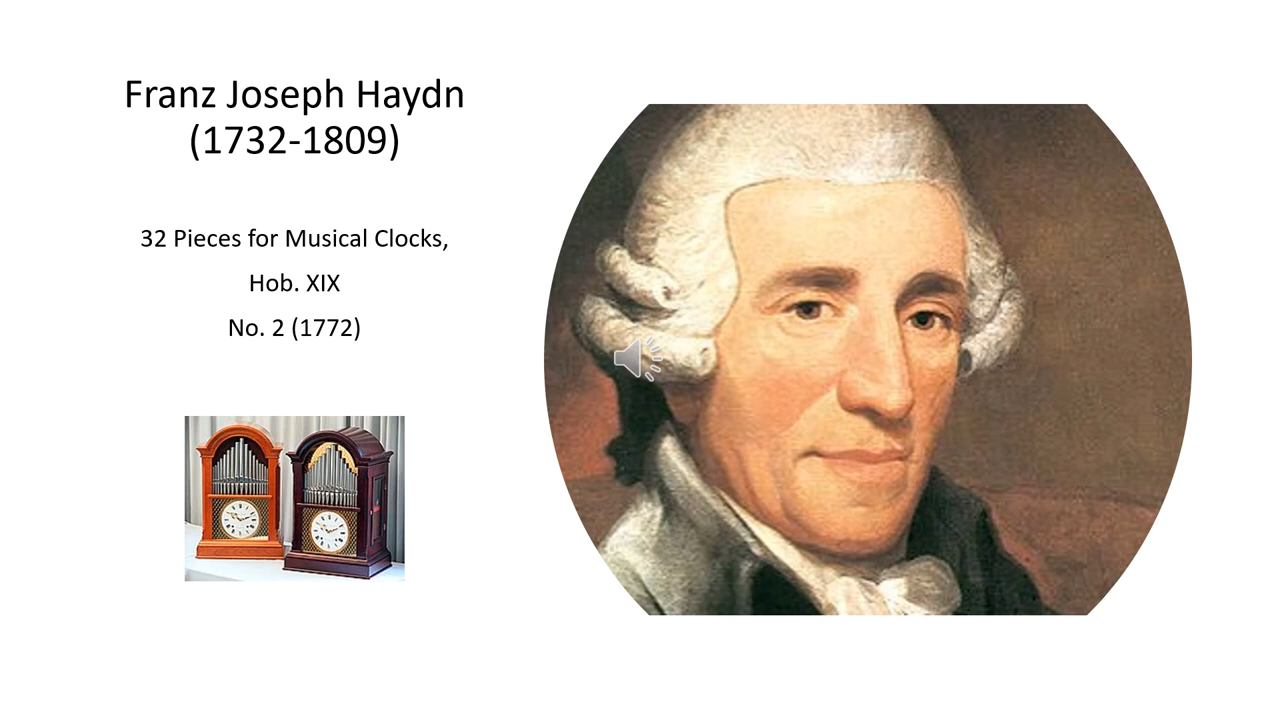 Franz Joseph Haydn
(1732-1809)
32 Pieces for Musical Clocks,
Hob. XIX
No. 2 (1772)